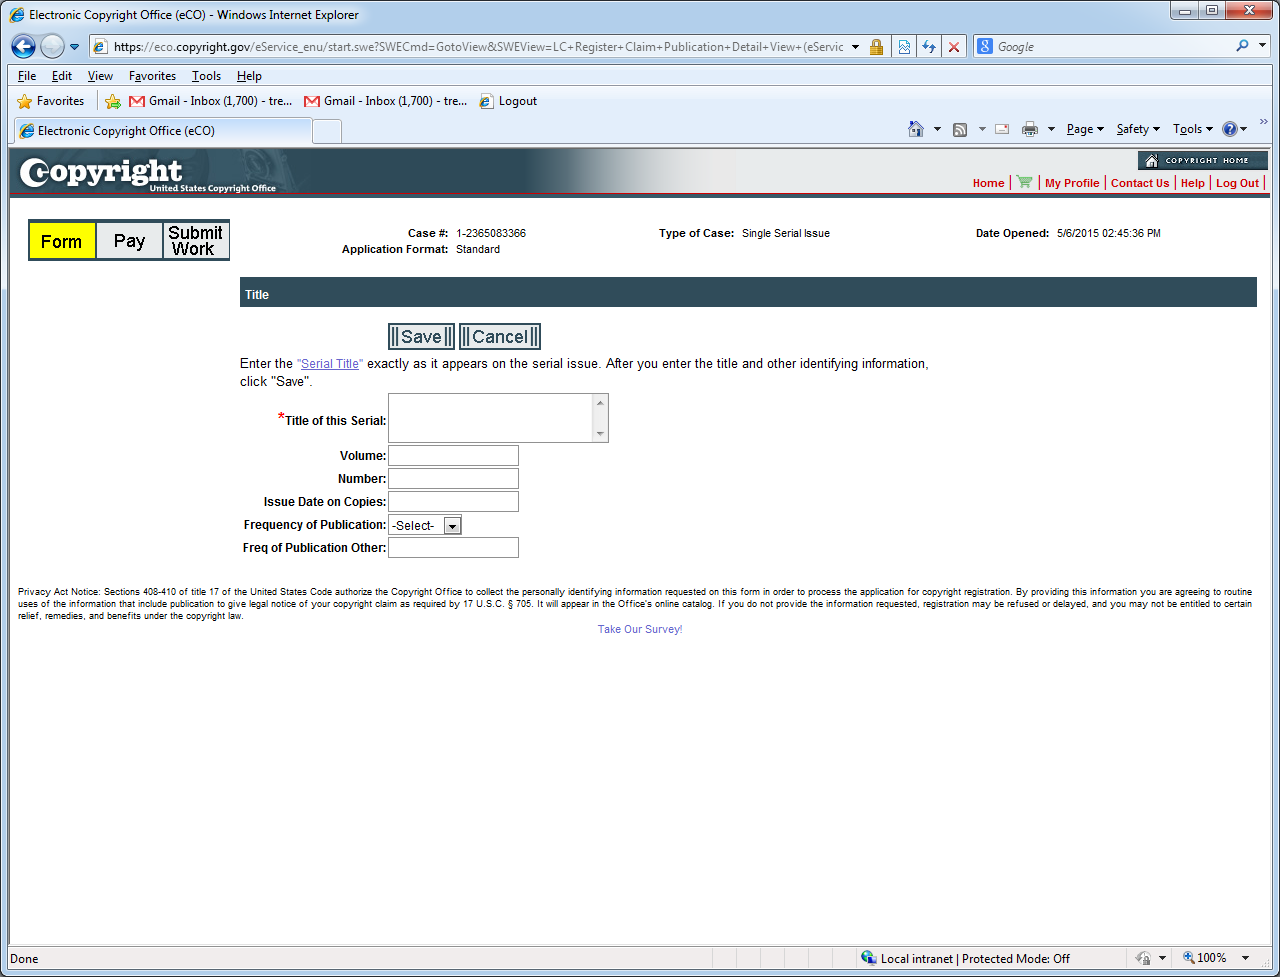 Electronic Copyright Office (eCO) - Windows Internet Explorer
https://eco.copyright.gov/eService_enu/start.swe?SWECmd=GotoView&SWEView=LC+Register+Claim+Publication+Detail+View+(eServic
Google
File Edit View Favorites Tools Help
Favorites Gmail - Inbox (1,700) - tre... Gmail - Inbox (1,700) - tre... Logout
Electronic Copyright Office (eCO) Page Safety Tools »
Copyright
United States Copyright Office
COPYRIGHT HOME
Home | | My Profile | Contact Us | Help | Log Out |
Form Pay Submit Work
Case #: 1-2365083366 Type of Case: Single Serial Issue Date Opened: 5/6/2015 02:45:36 PM
Application Format: Standard
Title
Save Cancel
Enter the "Serial Title" exactly as it appears on the serial issue. After you enter the title and other identifying information,
click "Save".
*Title of this Serial:
Volume:
Number:
Issue Date on Copies:
Frequency of Publication: -Select-
Freq of Publication Other:
Privacy Act Notice: Sections 408-410 of title 17 of the United States Code authorize the Copyright Office to collect the personally identifying information requested on this form in order to process the application for copyright registration. By providing this information you are agreeing to routine
uses of the information that include publication to give legal notice of your copyright claim as required by 17 U.S.C. § 705. It will appear in the Office's online catalog. If you do not provide the information requested, registration may be refused or delayed, and you may not be entitled to certain
relief, remedies, and benefits under the copyright law.
Take Our Survey!
Done Local intranet | Protected Mode: Off 100%